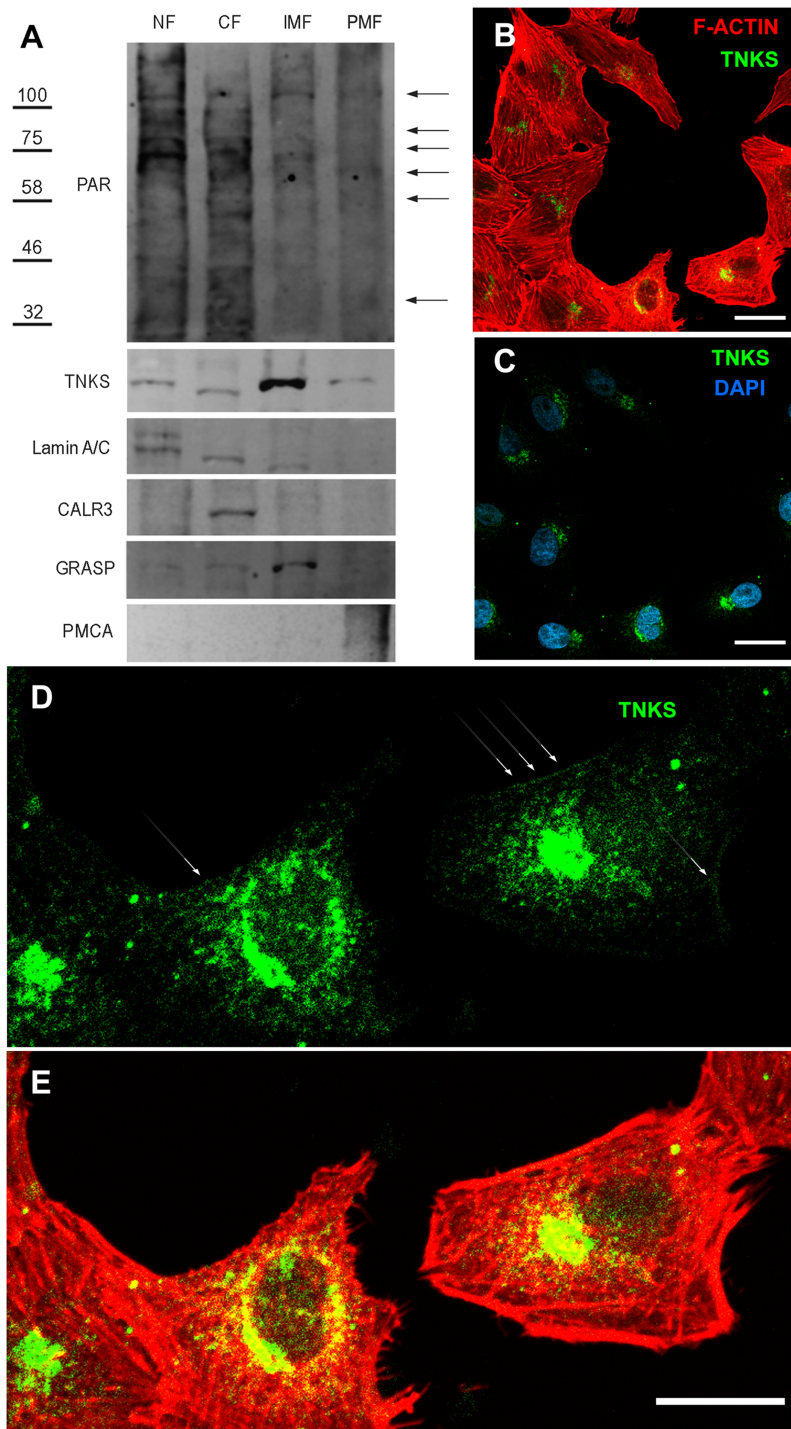 A
NF CF IMF PMF
100
75
58
46
32
PAR
TNKS
Lamin A/C
CALR3
GRASP
PMCA
B
F-ACTIN
TNKS
C
TNKS
DAPI
D
TNKS
E